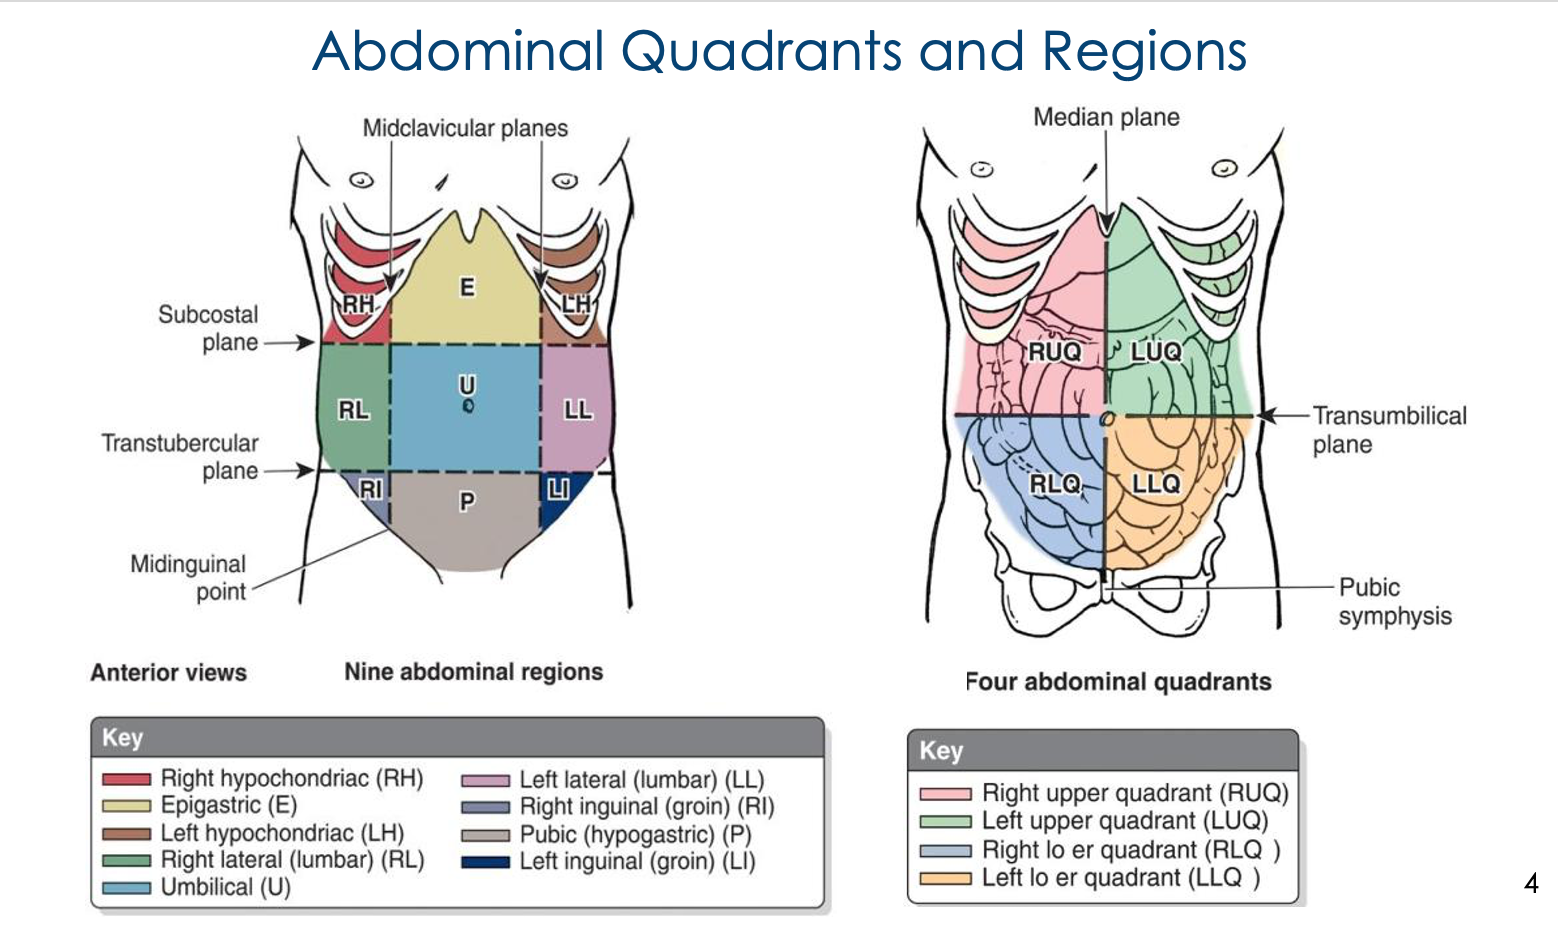 Abdominal Quadrants and Regions
Midclavicular planes
Subcostal
plane
Transtubercular
plane
Midinguinal
point
RH
E
LH
RL
U
LL
RI
P
LI
Anterior views
Nine abdominal regions
Key
Right hypochondriac (RH)
Epigastric (E)
Left hypochondriac (LH)
Right lateral (lumbar) (RL)
Umbilical (U)
Left lateral (lumbar) (LL)
Right inguinal (groin) (RI)
Pubic (hypogastric) (P)
Left inguinal (groin) (LI)
Median plane
RUQ
LUQ
RLQ
LLQ
Transumbilical
plane
Pubic
symphysis
Four abdominal quadrants
Key
Right upper quadrant (RUQ)
Left upper quadrant (LUQ)
Right lo er quadrant (RLQ )
Left lo er quadrant (LLQ )
4